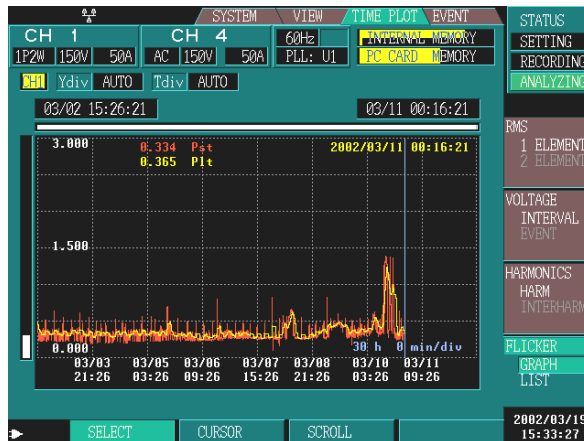 SYSTEM VIEW TIME PLOT EVENT
CH 1 CH 4 60Hz INTERNAL MEMORY
1P2W 150V 50A AC 150V 50A PLL: U1 PC CARD MEMORY
CH1 Ydiv AUTO Tdiv AUTO
03/02 15:26:21 03/11 00:16:21
3.000 0.334 Pst 2002/03/11 00:16:21
0.365 Plt
1.500
0.000 30 h 0 min/div
03/03 03/05 03/06 03/07 03/08 03/10 03/11
21:26 03:26 09:26 15:26 21:26 03:26 09:26
SELECT CURSOR SCROLL
STATUS
SETTING
RECORDING
ANALYZING
RMS
1 ELEMENT
2 ELEMENT
VOLTAGE
INTERVAL
EVENT
HARMONICS
HARM
INTERHARM
FLICKER
GRAPH
LIST
2002/03/19
15:33:27